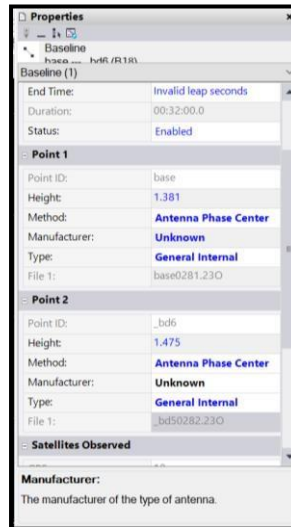 Properties
Baseline
base --- bd6 (B18)
Baseline (1)
End Time: Invalid leap seconds
Duration: 00:32:00.0
Status: Enabled
Point 1
Point ID: base
Height: 1.381
Method: Antenna Phase Center
Manufacturer: Unknown
Type: General Internal
File 1: base0281.23O
Point 2
Point ID: _bd6
Height: 1.475
Method: Antenna Phase Center
Manufacturer: Unknown
Type: General Internal
File 1: _bd50282.23O
Satellites Observed
Manufacturer:
The manufacturer of the type of antenna.